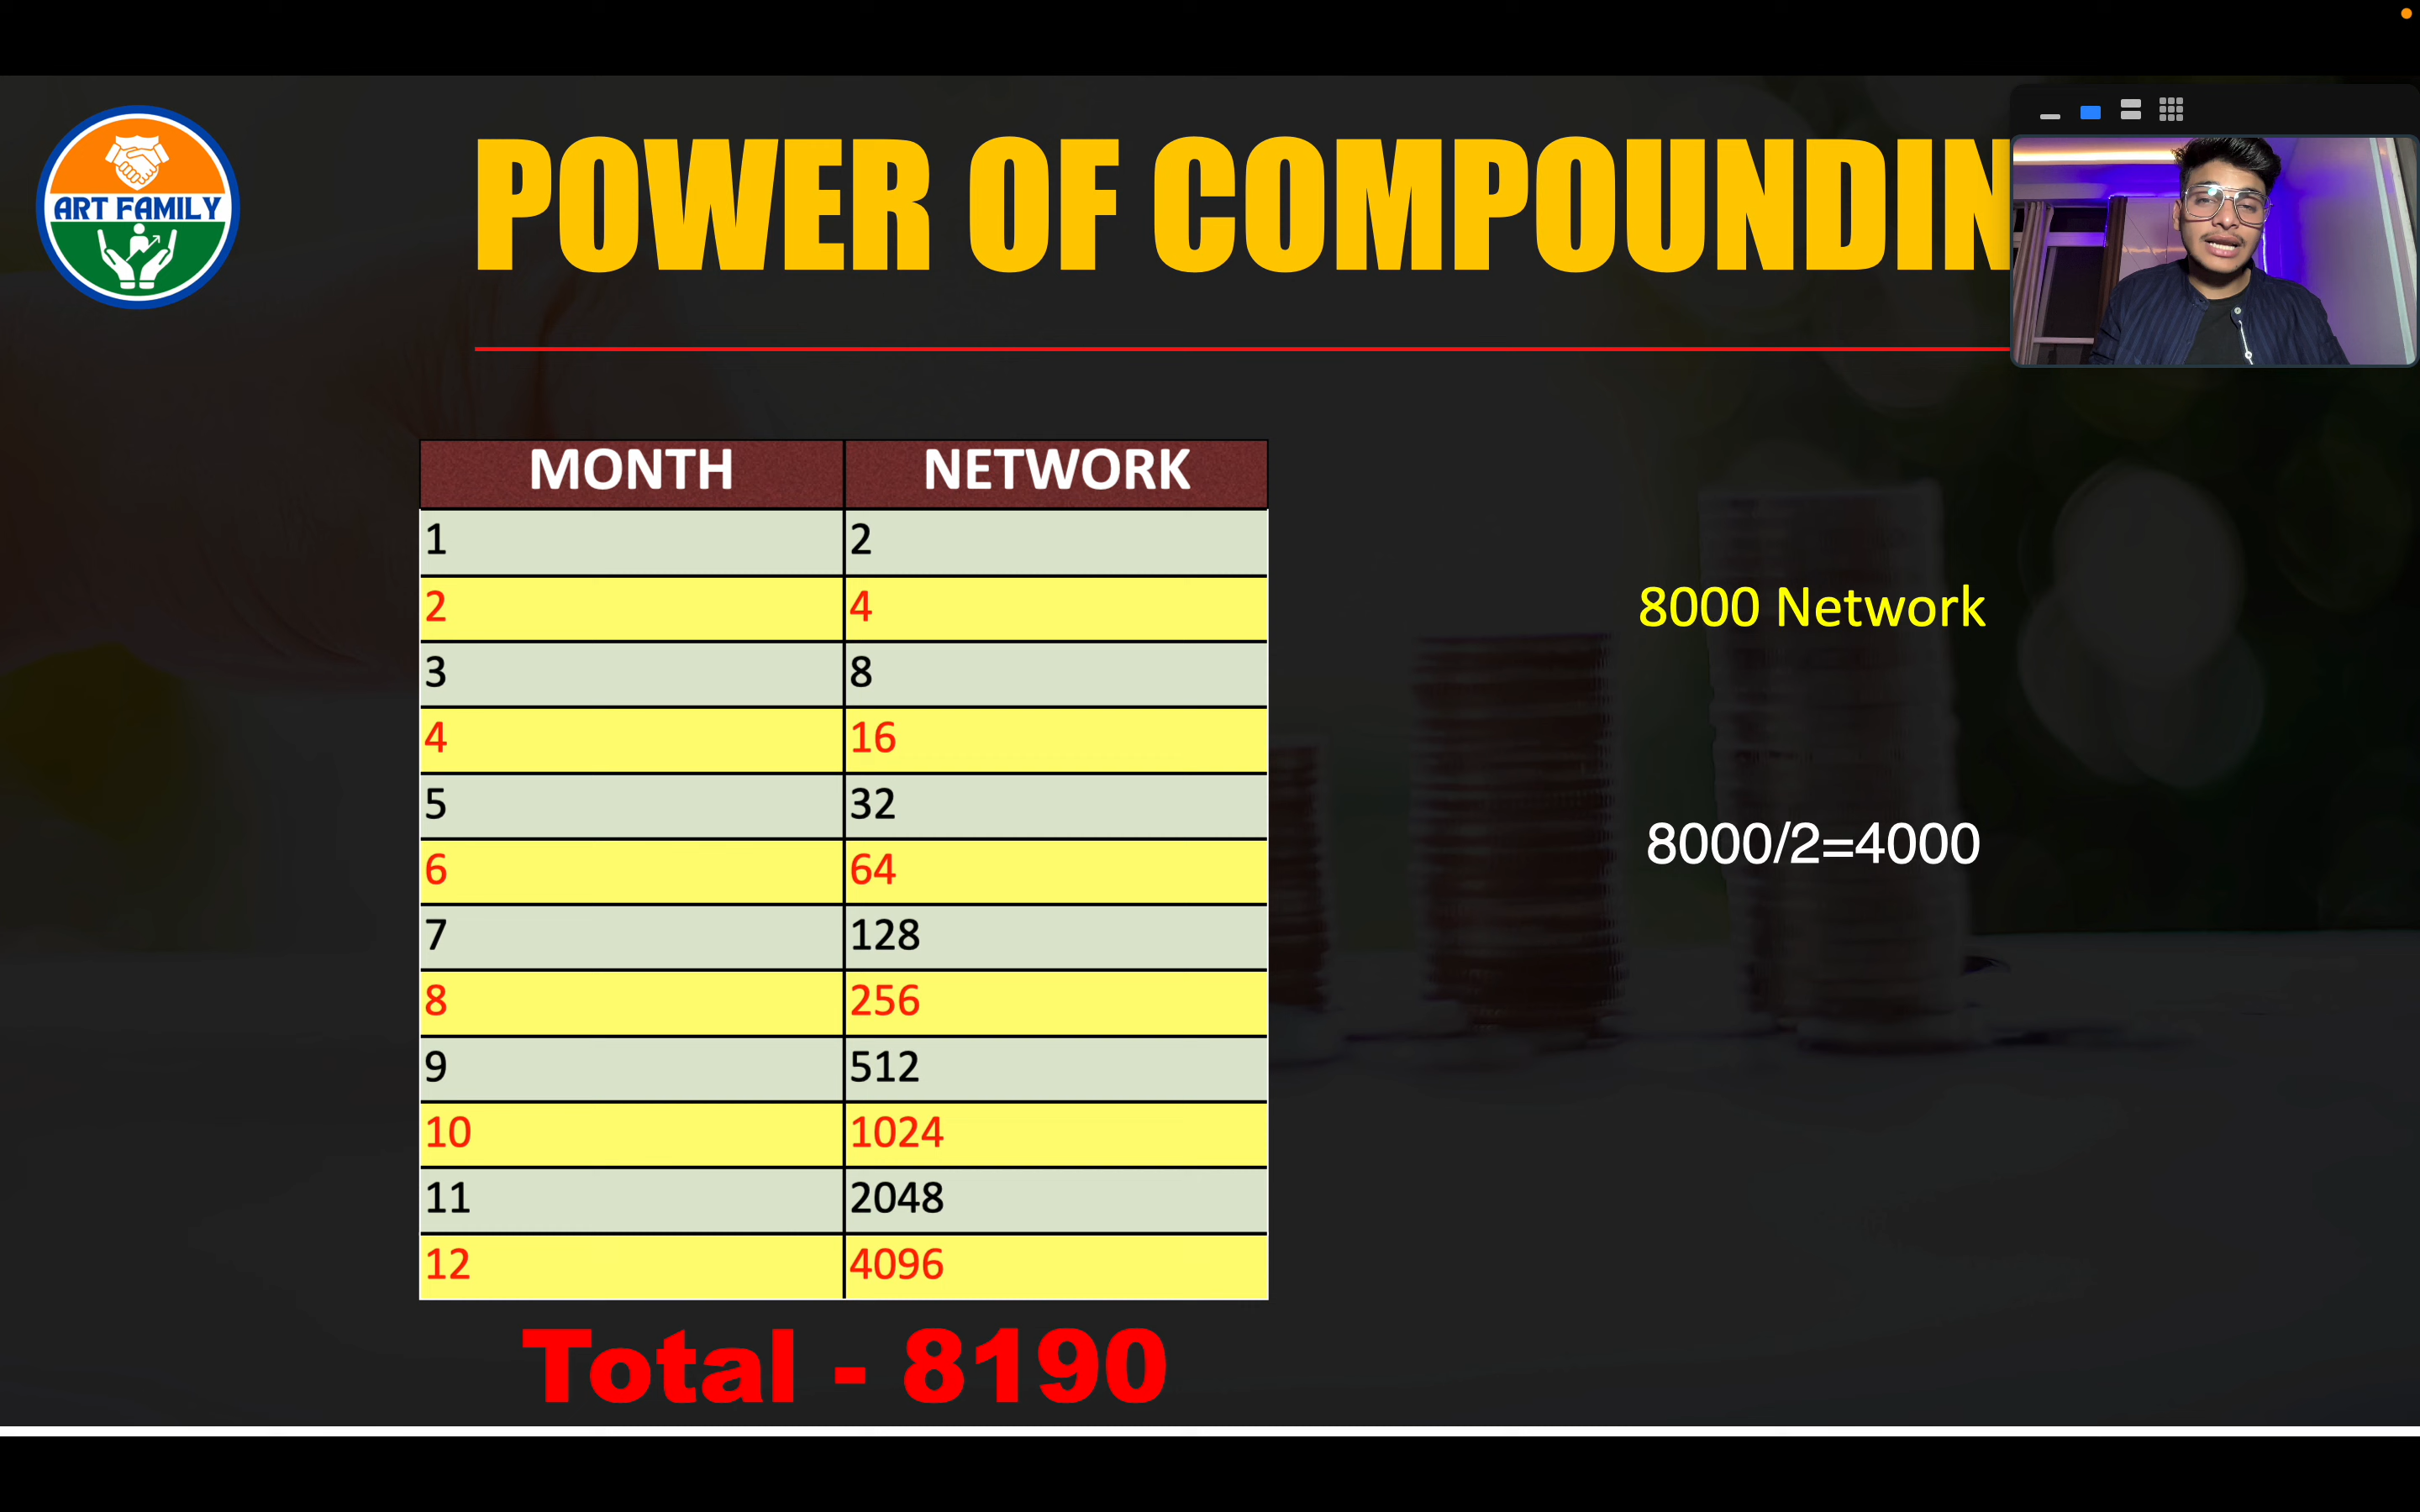 ART FAMILY
POWER OF COMPOUNDIN
MONTH NETWORK
1 2
2 4
3 8
4 16
5 32
6 64
7 128
8 256
9 512
10 1024
11 2048
12 4096
Total - 8190
8000 Network
8000/2=4000